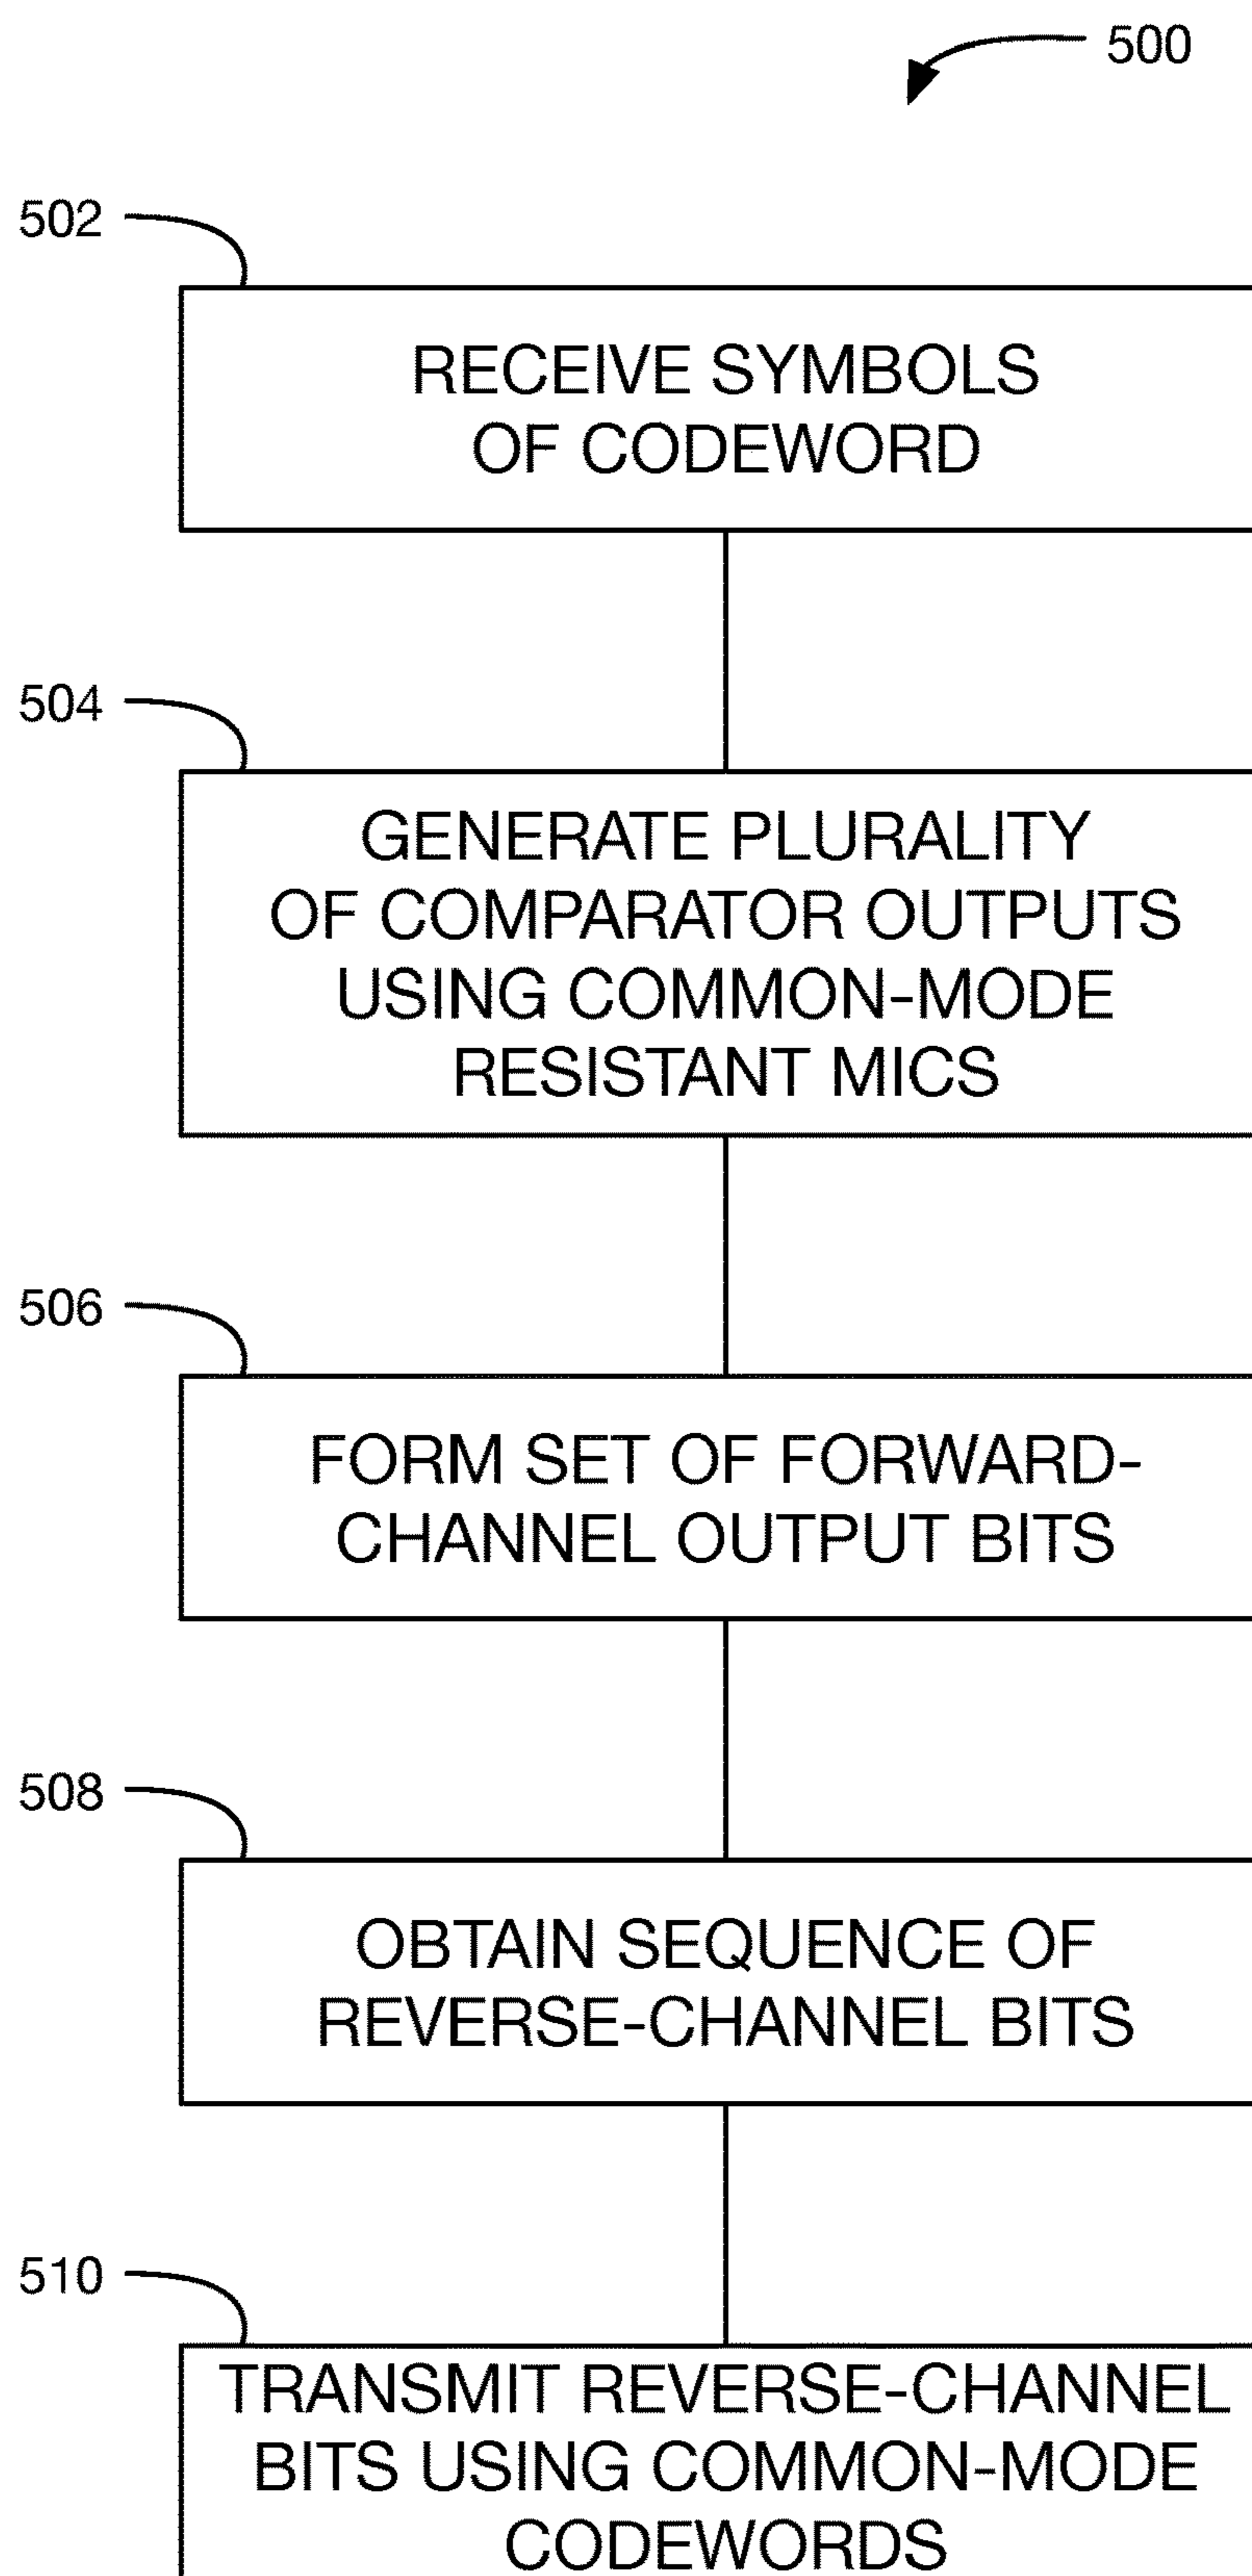 500
502
RECEIVE SYMBOLS
OF CODEWORD
504
GENERATE PLURALITY
OF COMPARATOR OUTPUTS
USING COMMON-MODE
RESISTANT MICS
506
FORM SET OF FORWARD-
CHANNEL OUTPUT BITS
508
OBTAIN SEQUENCE OF
REVERSE-CHANNEL BITS
510
TRANSMIT REVERSE-CHANNEL
BITS USING COMMON-MODE
CODEWORDS